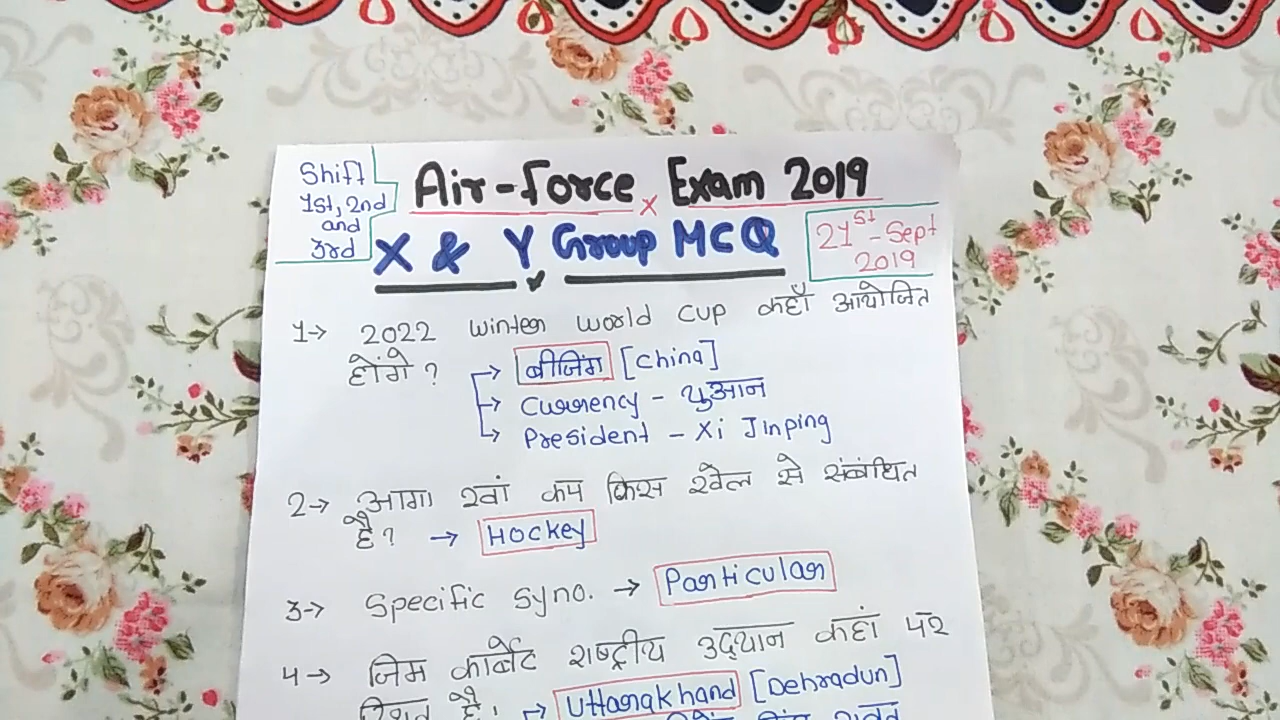 Shift
1st, 2nd
and
3rd
Air-force Exam 2019
X & Y Group MCQ
21st-Sept
2019
1→ 2022 winter world cup कहाँ आयोजित
होंगे ? → बीजिंग [China]
→ Currency - युआन
→ President - Xi Jinping
2→ आगा खां कप किस खेल से संबंधित
है? → Hockey
3→ Specific Syno. → Particular
4→ जिम कार्बेट राष्ट्रीय उद्यान कहां पर
स्थित है। → Uttarakhand [Dehradun]